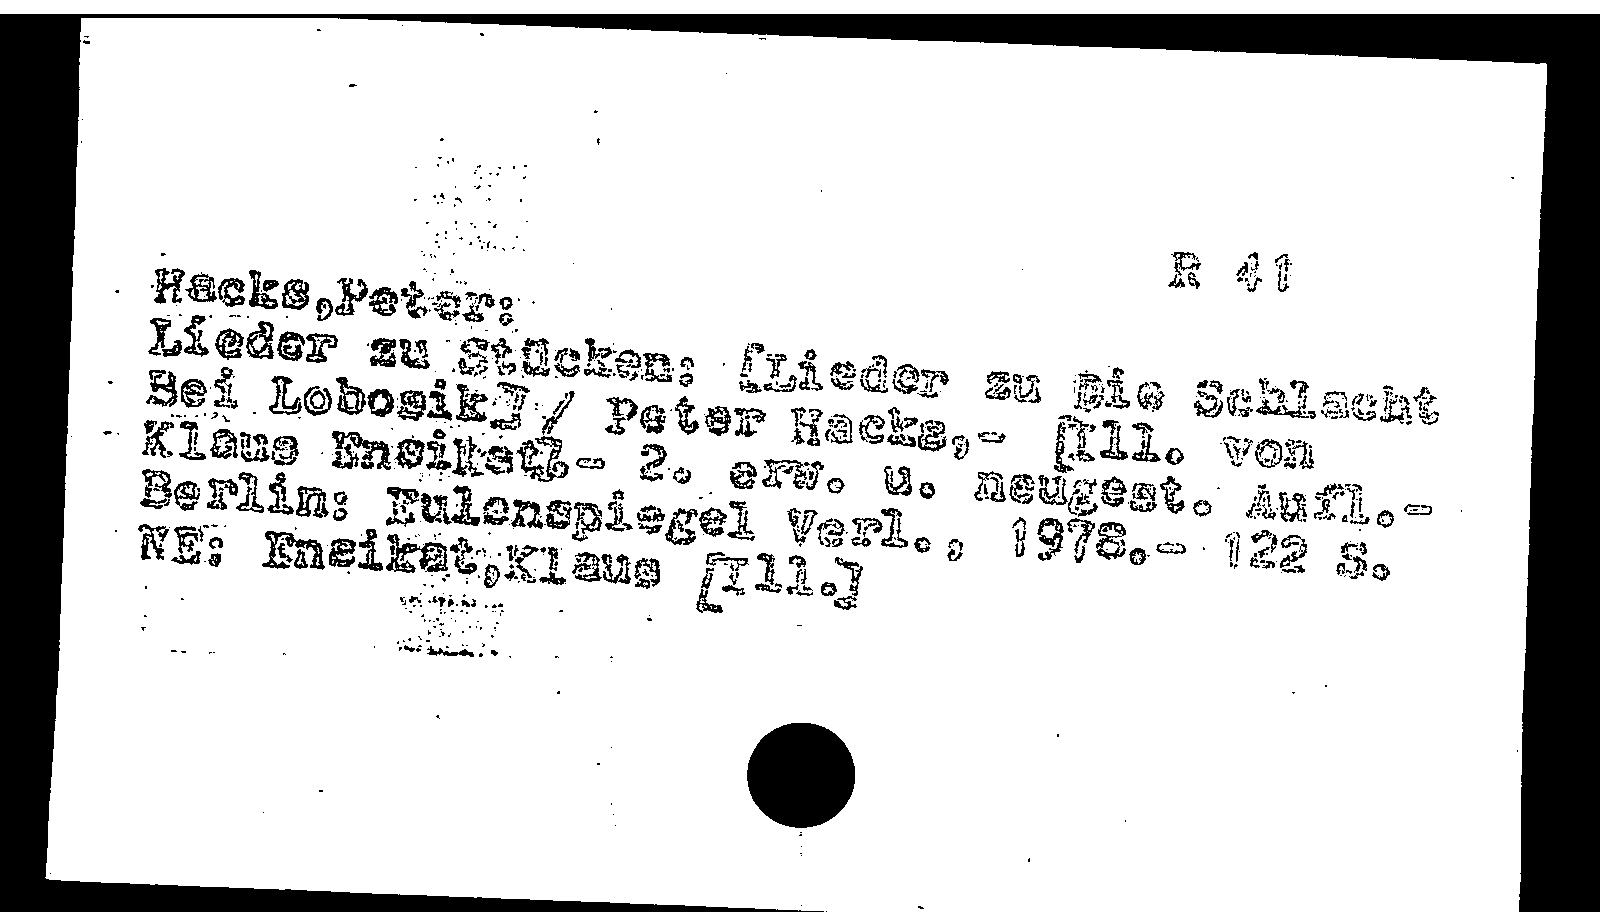 R 41
Hacks,Peter:
Lieder zu Stücken: [Lieder zu Die Schlacht
Bei Lobosik] / Peter Hacks,- [Ill. von
Klaus Ensikat].- 2. erw. u. neugest. Aufl.-
Berlin: Eulenspiegel Verl., 1978.- 122 S.
NE: Ensikat,Klaus [Ill.]